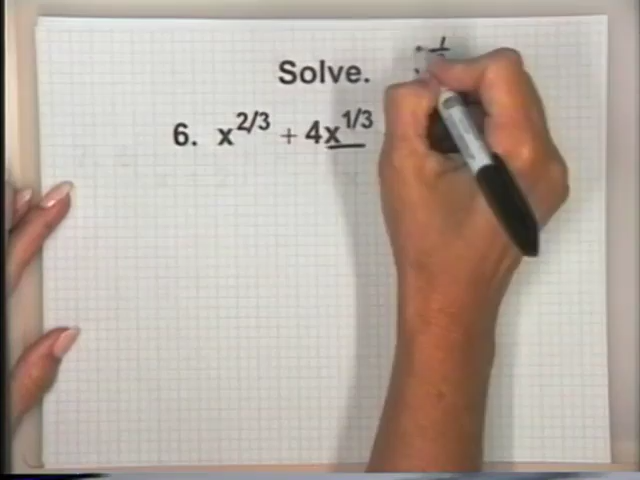 Solve.
6. x^{2/3} + 4x^{1/3}